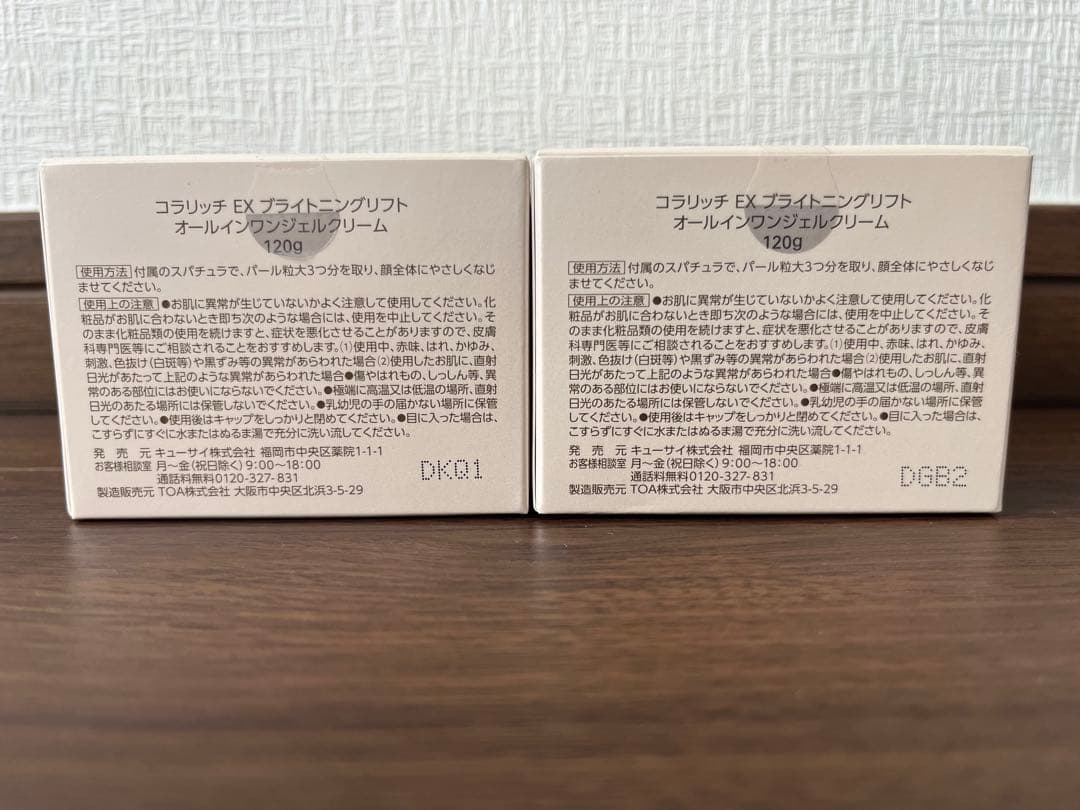 コラリッチ EX ブライトニングリフト
オールインワンジェルクリーム
120g
使用方法 付属のスパチュラで、パール粒大3つ分を取り、顔全体にやさしくなじ
ませてください。
使用上の注意 ●お肌に異常が生じていないかよく注意して使用してください。化
粧品がお肌に合わないとき即ち次のような場合には、使用を中止してください。そ
のまま化粧品類の使用を続けますと、症状を悪化させることがありますので、皮膚
科専門医等にご相談されることをおすすめします。(1)使用中、赤味、はれ、かゆみ、
刺激、色抜け(白斑等)や黒ずみ等の異常があらわれた場合(2)使用したお肌に、直射
日光があたって上記のような異常があらわれた場合●傷やはれもの、しっしん等、異
常のある部位にはお使いにならないでください。●極端に高温又は低温の場所、直射
日光のあたる場所には保管しないでください。●乳幼児の手の届かない場所に保管
してください。●使用後はキャップをしっかりと閉めてください。●目に入った場合は、
こすらずにすぐに水またはぬるま湯で充分に洗い流してください。
発 売 元 キューサイ株式会社 福岡市中央区薬院1-1-1
お客様相談室 月〜金(祝日除く) 9:00〜18:00
通話料無料0120-327-831
製造販売元 TOA株式会社 大阪市中央区北浜3-5-29
DKQ1
コラリッチ EX ブライトニングリフト
オールインワンジェルクリーム
120g
使用方法 付属のスパチュラで、パール粒大3つ分を取り、顔全体にやさしくなじ
ませてください。
使用上の注意 ●お肌に異常が生じていないかよく注意して使用してください。化
粧品がお肌に合わないとき即ち次のような場合には、使用を中止してください。そ
のまま化粧品類の使用を続けますと、症状を悪化させることがありますので、皮膚
科専門医等にご相談されることをおすすめします。(1)使用中、赤味、はれ、かゆみ、
刺激、色抜け(白斑等)や黒ずみ等の異常があらわれた場合(2)使用したお肌に、直射
日光があたって上記のような異常があらわれた場合●傷やはれもの、しっしん等、異
常のある部位にはお使いにならないでください。●極端に高温又は低温の場所、直射
日光のあたる場所には保管しないでください。●乳幼児の手の届かない場所に保管
してください。●使用後はキャップをしっかりと閉めてください。●目に入った場合は、
こすらずにすぐに水またはぬるま湯で充分に洗い流してください。
発 売 元 キューサイ株式会社 福岡市中央区薬院1-1-1
お客様相談室 月〜金(祝日除く) 9:00〜18:00
通話料無料0120-327-831
製造販売元 TOA株式会社 大阪市中央区北浜3-5-29
DGB2